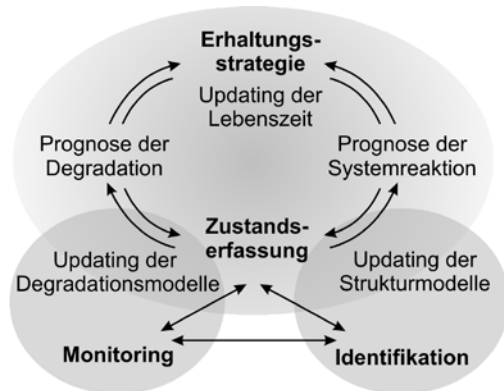 Erhaltungs-
strategie
Updating der
Lebenszeit
Prognose der
Degradation
Prognose der
Systemreaktion
Zustands-
erfassung
Updating der
Degradationsmodelle
Updating der
Strukturmodelle
Monitoring
Identifikation